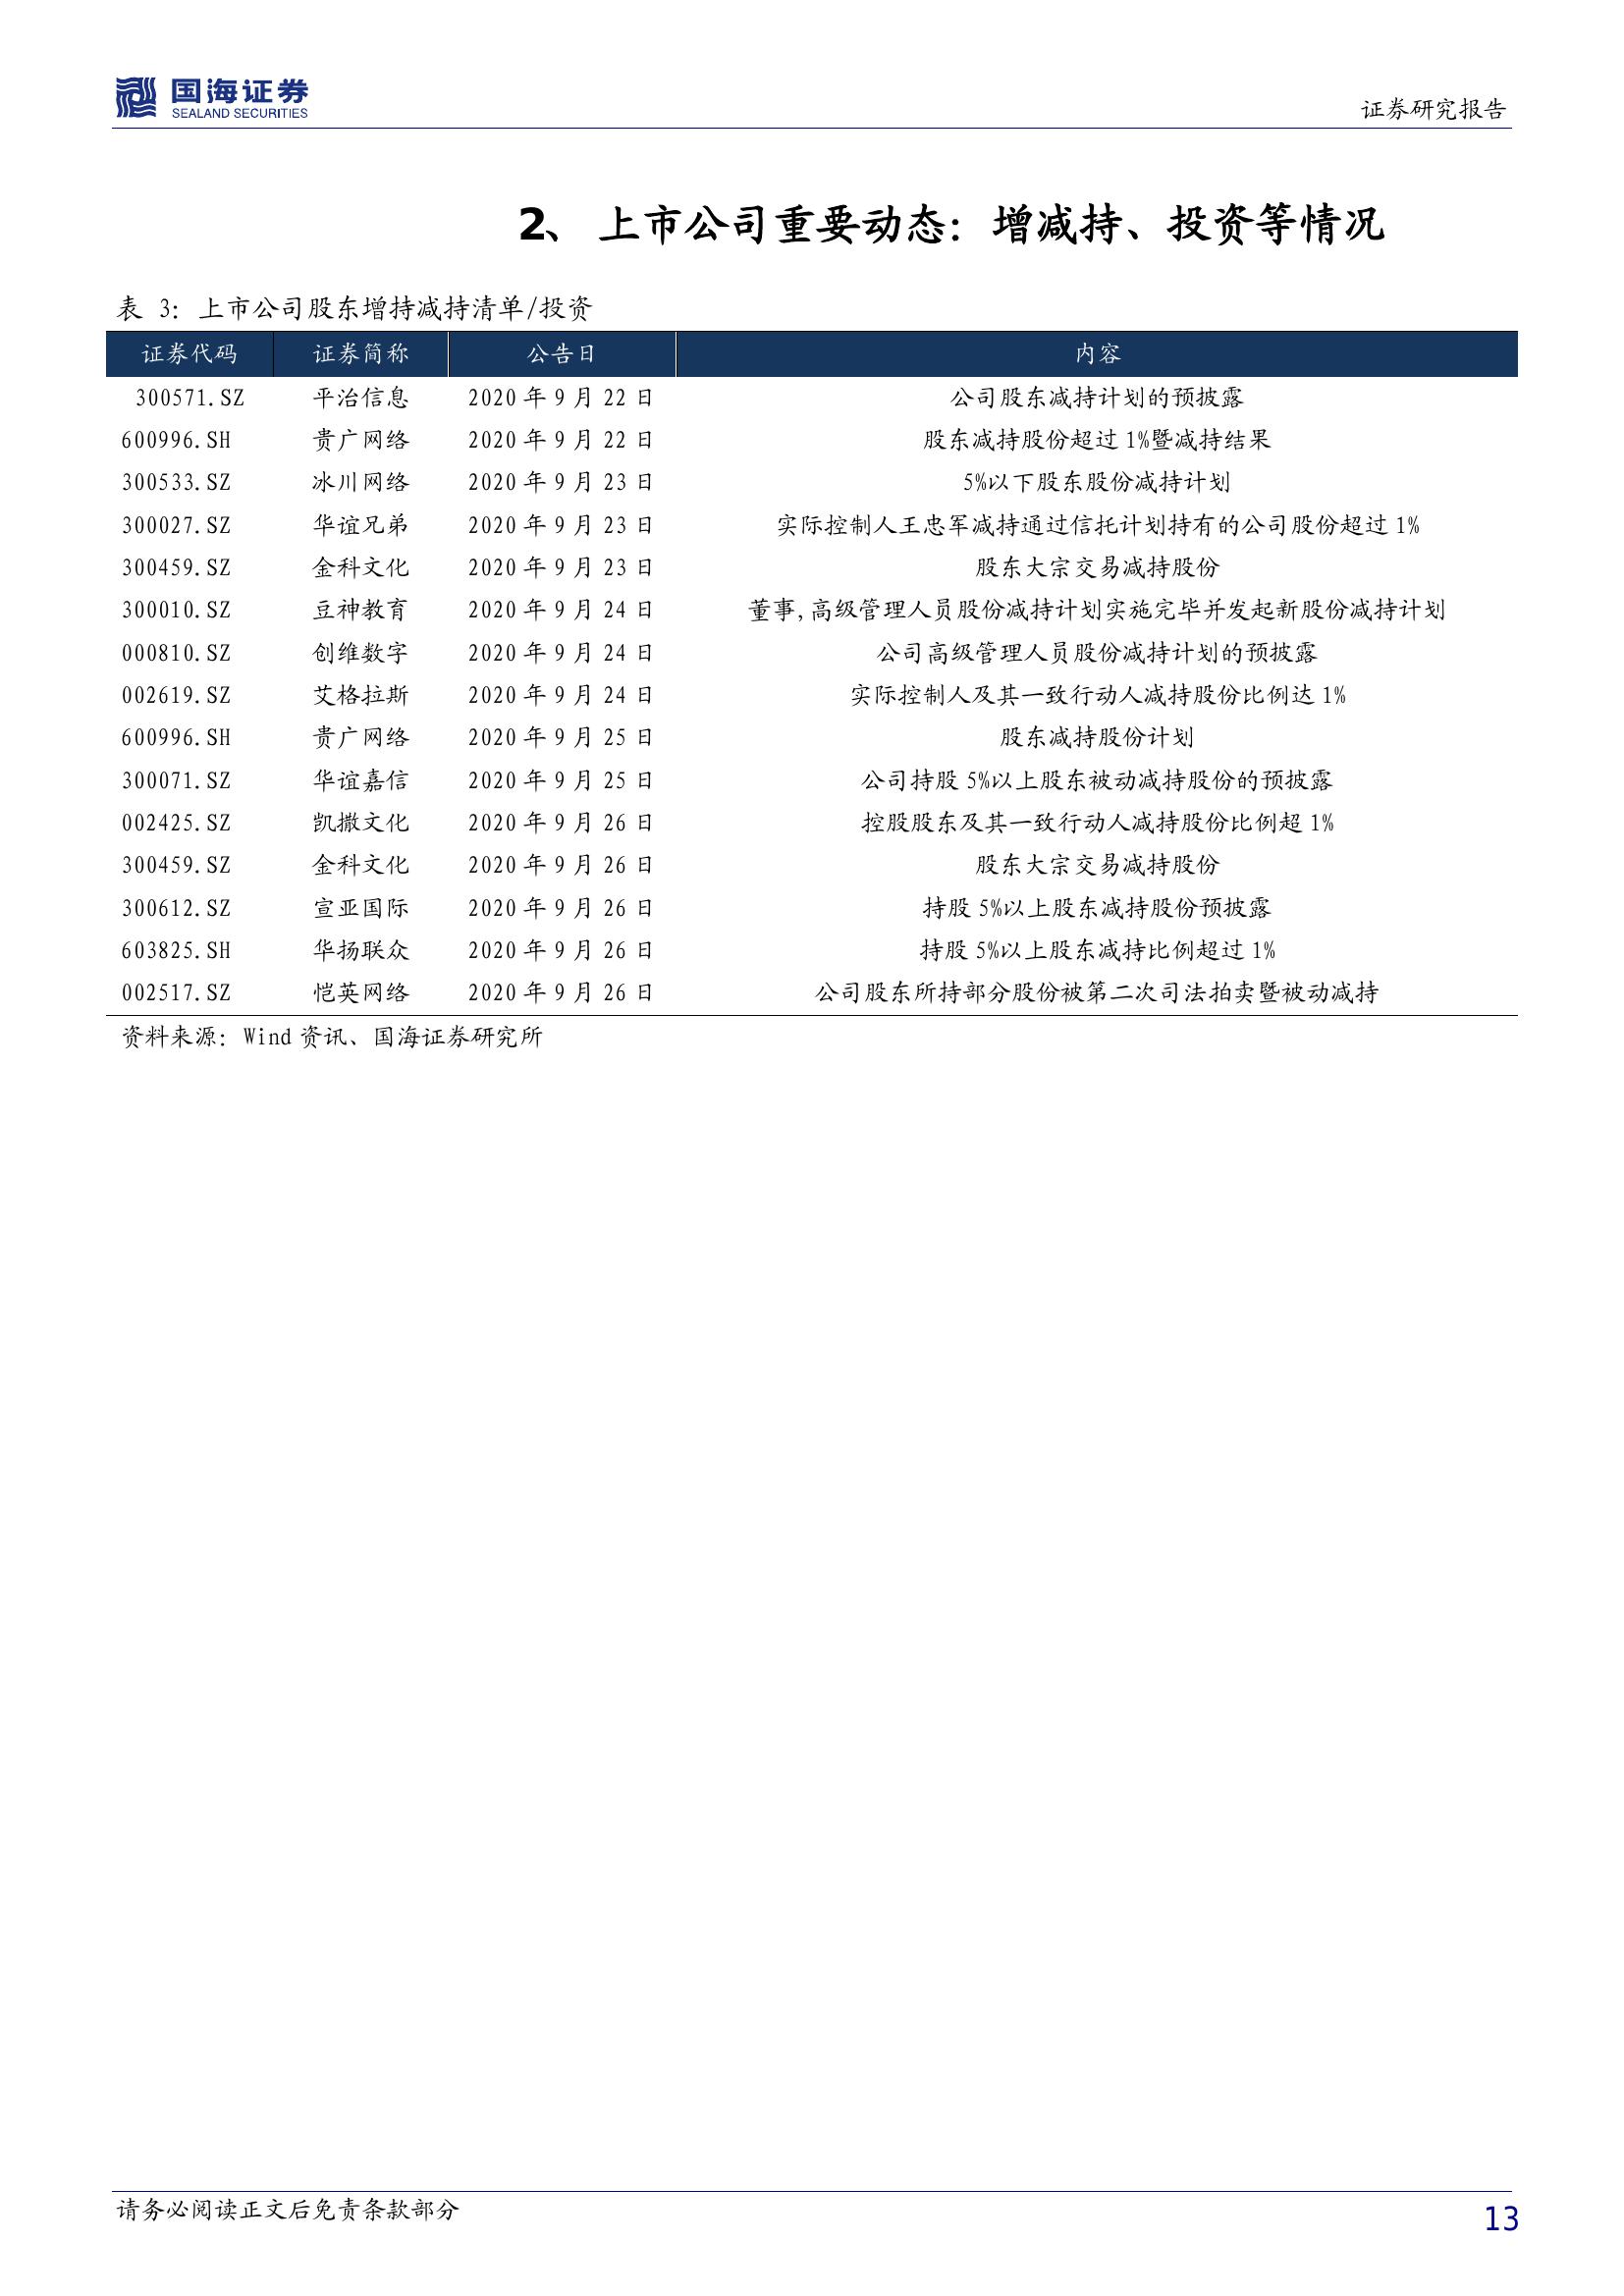 国海证券
SEALAND SECURITIES
证券研究报告
2、 上市公司重要动态：增减持、投资等情况
表 3：上市公司股东增持减持清单/投资
证券代码 证券简称 公告日 内容
300571.SZ 平治信息 2020 年 9 月 22 日 公司股东减持计划的预披露
600996.SH 贵广网络 2020 年 9 月 22 日 股东减持股份超过 1%暨减持结果
300533.SZ 冰川网络 2020 年 9 月 23 日 5%以下股东股份减持计划
300027.SZ 华谊兄弟 2020 年 9 月 23 日 实际控制人王忠军减持通过信托计划持有的公司股份超过 1%
300459.SZ 金科文化 2020 年 9 月 23 日 股东大宗交易减持股份
300010.SZ 豆神教育 2020 年 9 月 24 日 董事,高级管理人员股份减持计划实施完毕并发起新股份减持计划
000810.SZ 创维数字 2020 年 9 月 24 日 公司高级管理人员股份减持计划的预披露
002619.SZ 艾格拉斯 2020 年 9 月 24 日 实际控制人及其一致行动人减持股份比例达 1%
600996.SH 贵广网络 2020 年 9 月 25 日 股东减持股份计划
300071.SZ 华谊嘉信 2020 年 9 月 25 日 公司持股 5%以上股东被动减持股份的预披露
002425.SZ 凯撒文化 2020 年 9 月 26 日 控股股东及其一致行动人减持股份比例超 1%
300459.SZ 金科文化 2020 年 9 月 26 日 股东大宗交易减持股份
300612.SZ 宣亚国际 2020 年 9 月 26 日 持股 5%以上股东减持股份预披露
603825.SH 华扬联众 2020 年 9 月 26 日 持股 5%以上股东减持比例超过 1%
002517.SZ 恺英网络 2020 年 9 月 26 日 公司股东所持部分股份被第二次司法拍卖暨被动减持
资料来源：Wind 资讯、国海证券研究所
请务必阅读正文后免责条款部分
13